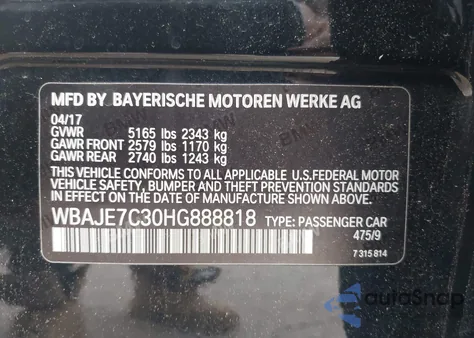 MFD BY BAYERISCHE MOTOREN WERKE AG
04/17
GVWR 5165 lbs 2343 kg
GAWR FRONT 2579 lbs 1170 kg
GAWR REAR 2740 lbs 1243 kg
THIS VEHICLE CONFORMS TO ALL APPLICABLE U.S.FEDERAL MOTOR
VEHICLE SAFETY, BUMPER AND THEFT PREVENTION STANDARDS
IN EFFECT ON THE DATE OF MANUFACTURE SHOWN ABOVE.
WBAJE7C30HG888818 TYPE: PASSENGER CAR
475/9
7 315 814
autoSnap